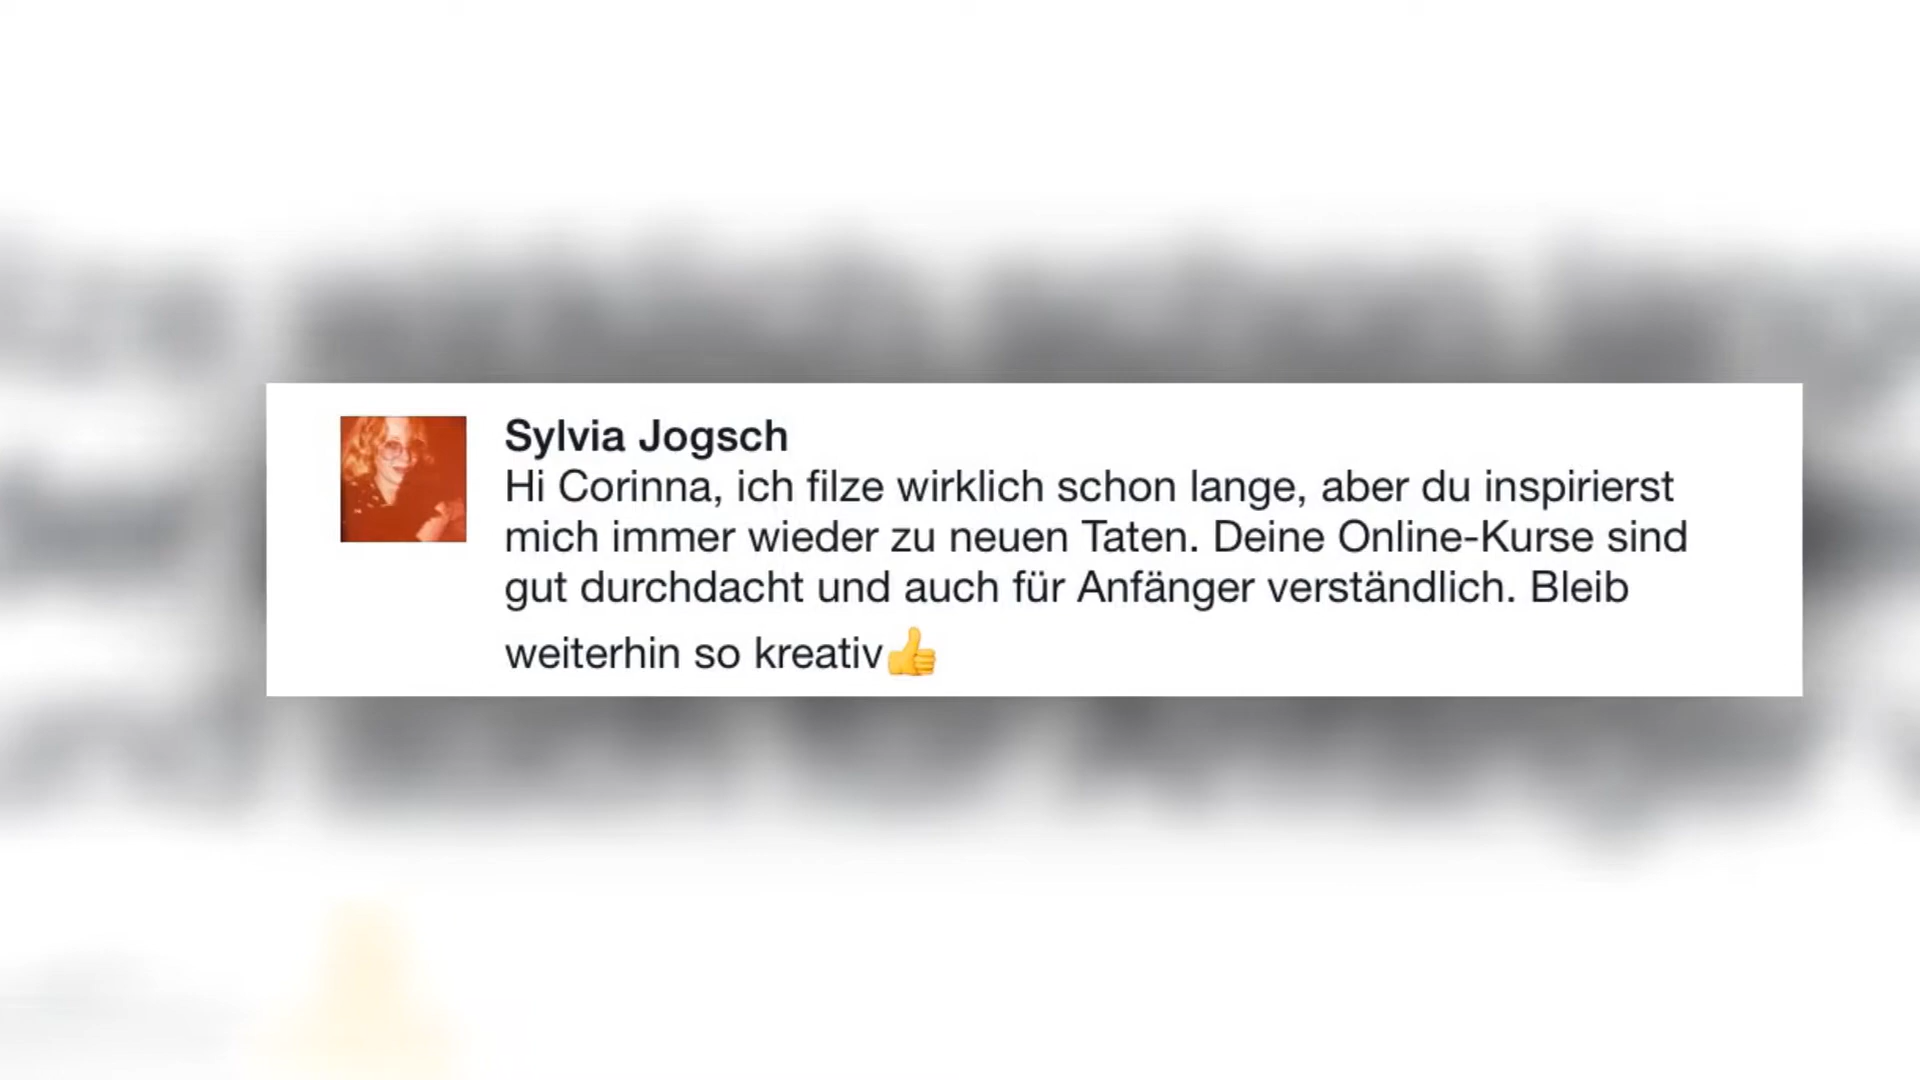 Sylvia Jogsch
Hi Corinna, ich filze wirklich schon lange, aber du inspirierst
mich immer wieder zu neuen Taten. Deine Online-Kurse sind
gut durchdacht und auch für Anfänger verständlich. Bleib
weiterhin so kreativ👍